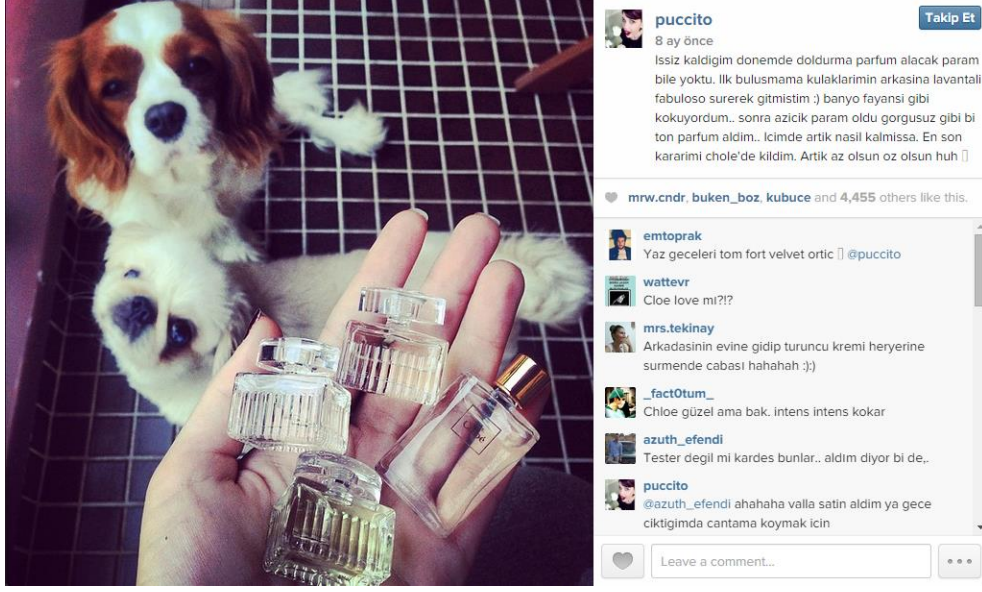 puccito
Takip Et
8 ay önce
Issiz kaldigim donemde doldurma parfum alacak param
bile yoktu. Ilk bulusmama kulaklarimin arkasina lavantali
fabuloso surerek gitmistim :) banyo fayansi gibi
kokuyordum.. sonra azicik param oldu gorgusuz gibi bi
ton parfum aldim.. Icimde artik nasil kalmissa. En son
kararimi chole'de kildim. Artik az olsun oz olsun huh
mrw.cndr, buken_boz, kubuce and 4,455 others like this.
emtoprak
Yaz geceleri tom fort velvet ortic @puccito
wattevr
Cloe love mı?!?
mrs.tekinay
Arkadasinin evine gidip turuncu kremi heryerine
surmende cabası hahahah :):)
_fact0tum_
Chloe güzel ama bak. intens intens kokar
azuth_efendi
Tester degil mi kardes bunlar.. aldım diyor bi de,.
puccito
@azuth_efendi ahahaha valla satin aldim ya gece
ciktigimda cantama koymak icin
Leave a comment...
Chloé